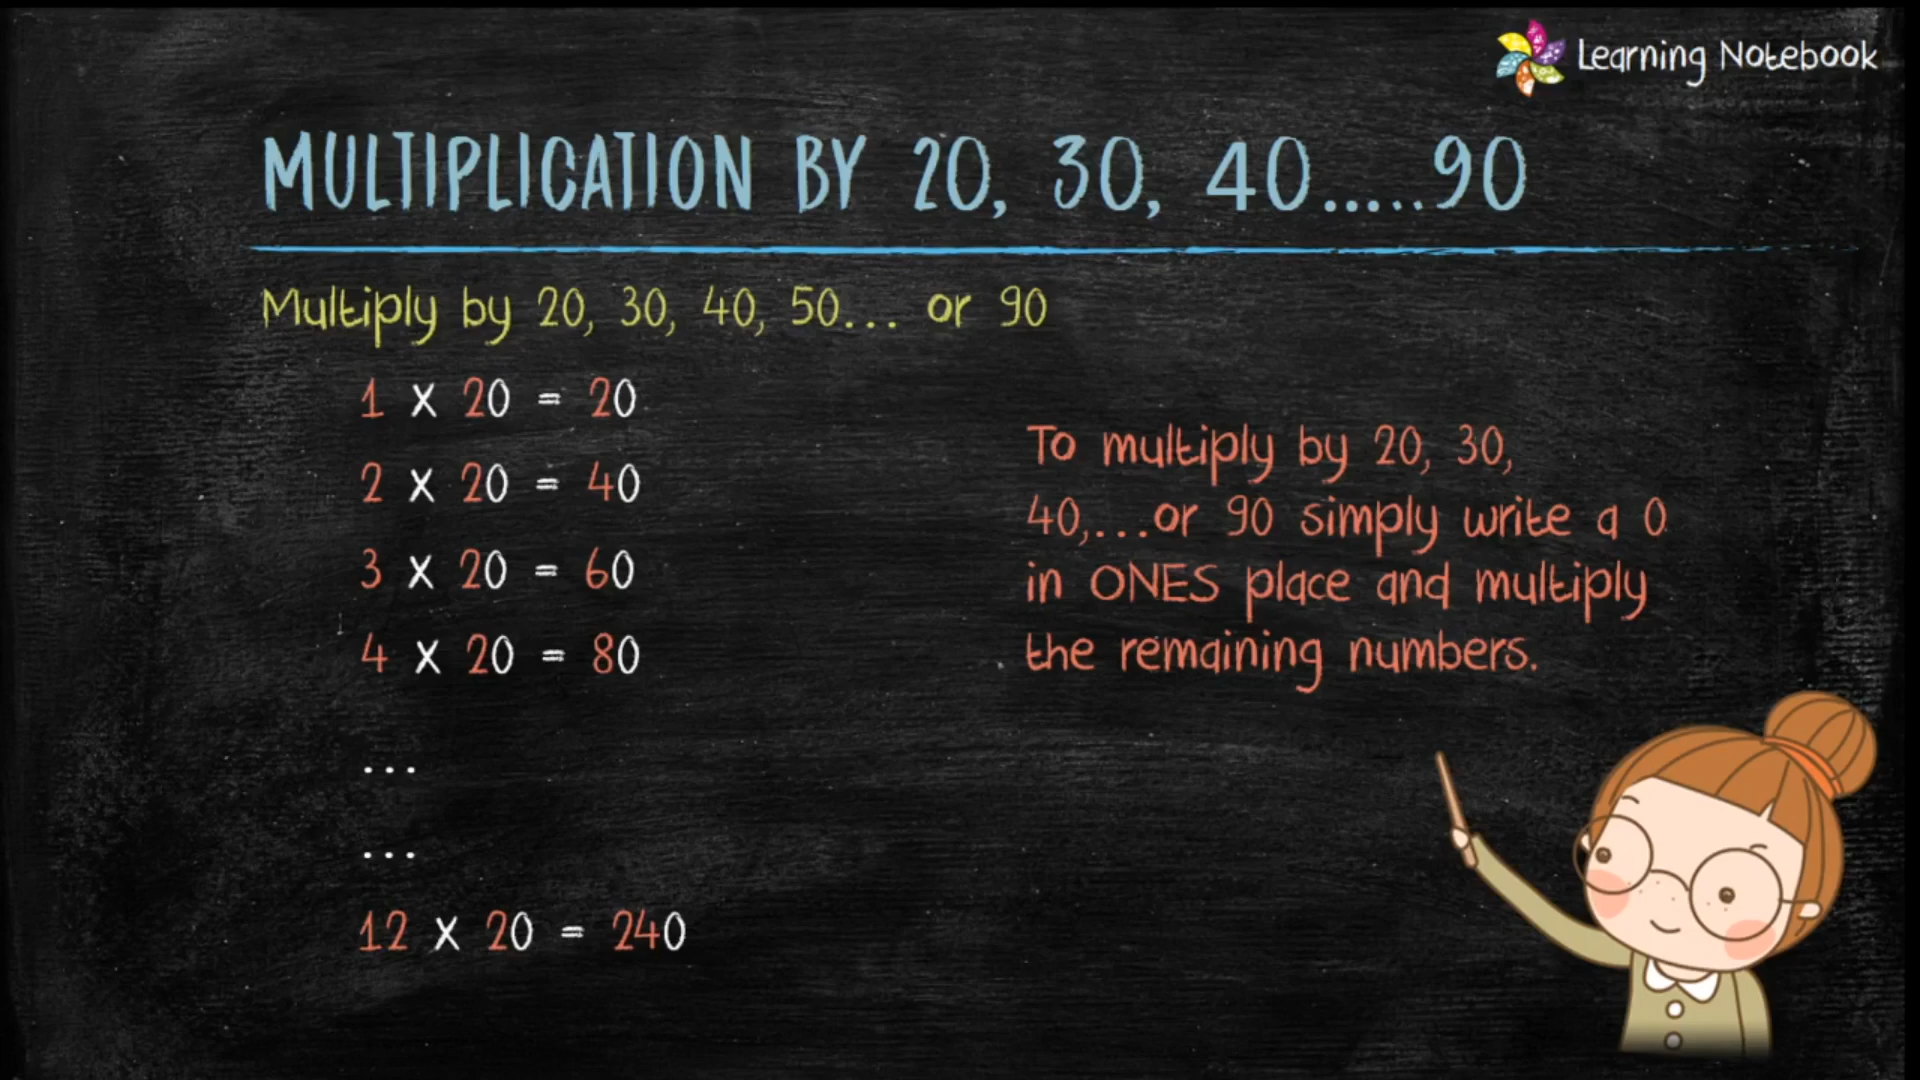 Learning Notebook
MULTIPLICATION BY 20, 30, 40.....90
Multiply by 20, 30, 40, 50... or 90
1 X 20 = 20
2 X 20 = 40
3 X 20 = 60
4 X 20 = 80
...
...
12 X 20 = 240
To multiply by 20, 30,
40,...or 90 simply write a 0
in ONES place and multiply
the remaining numbers.